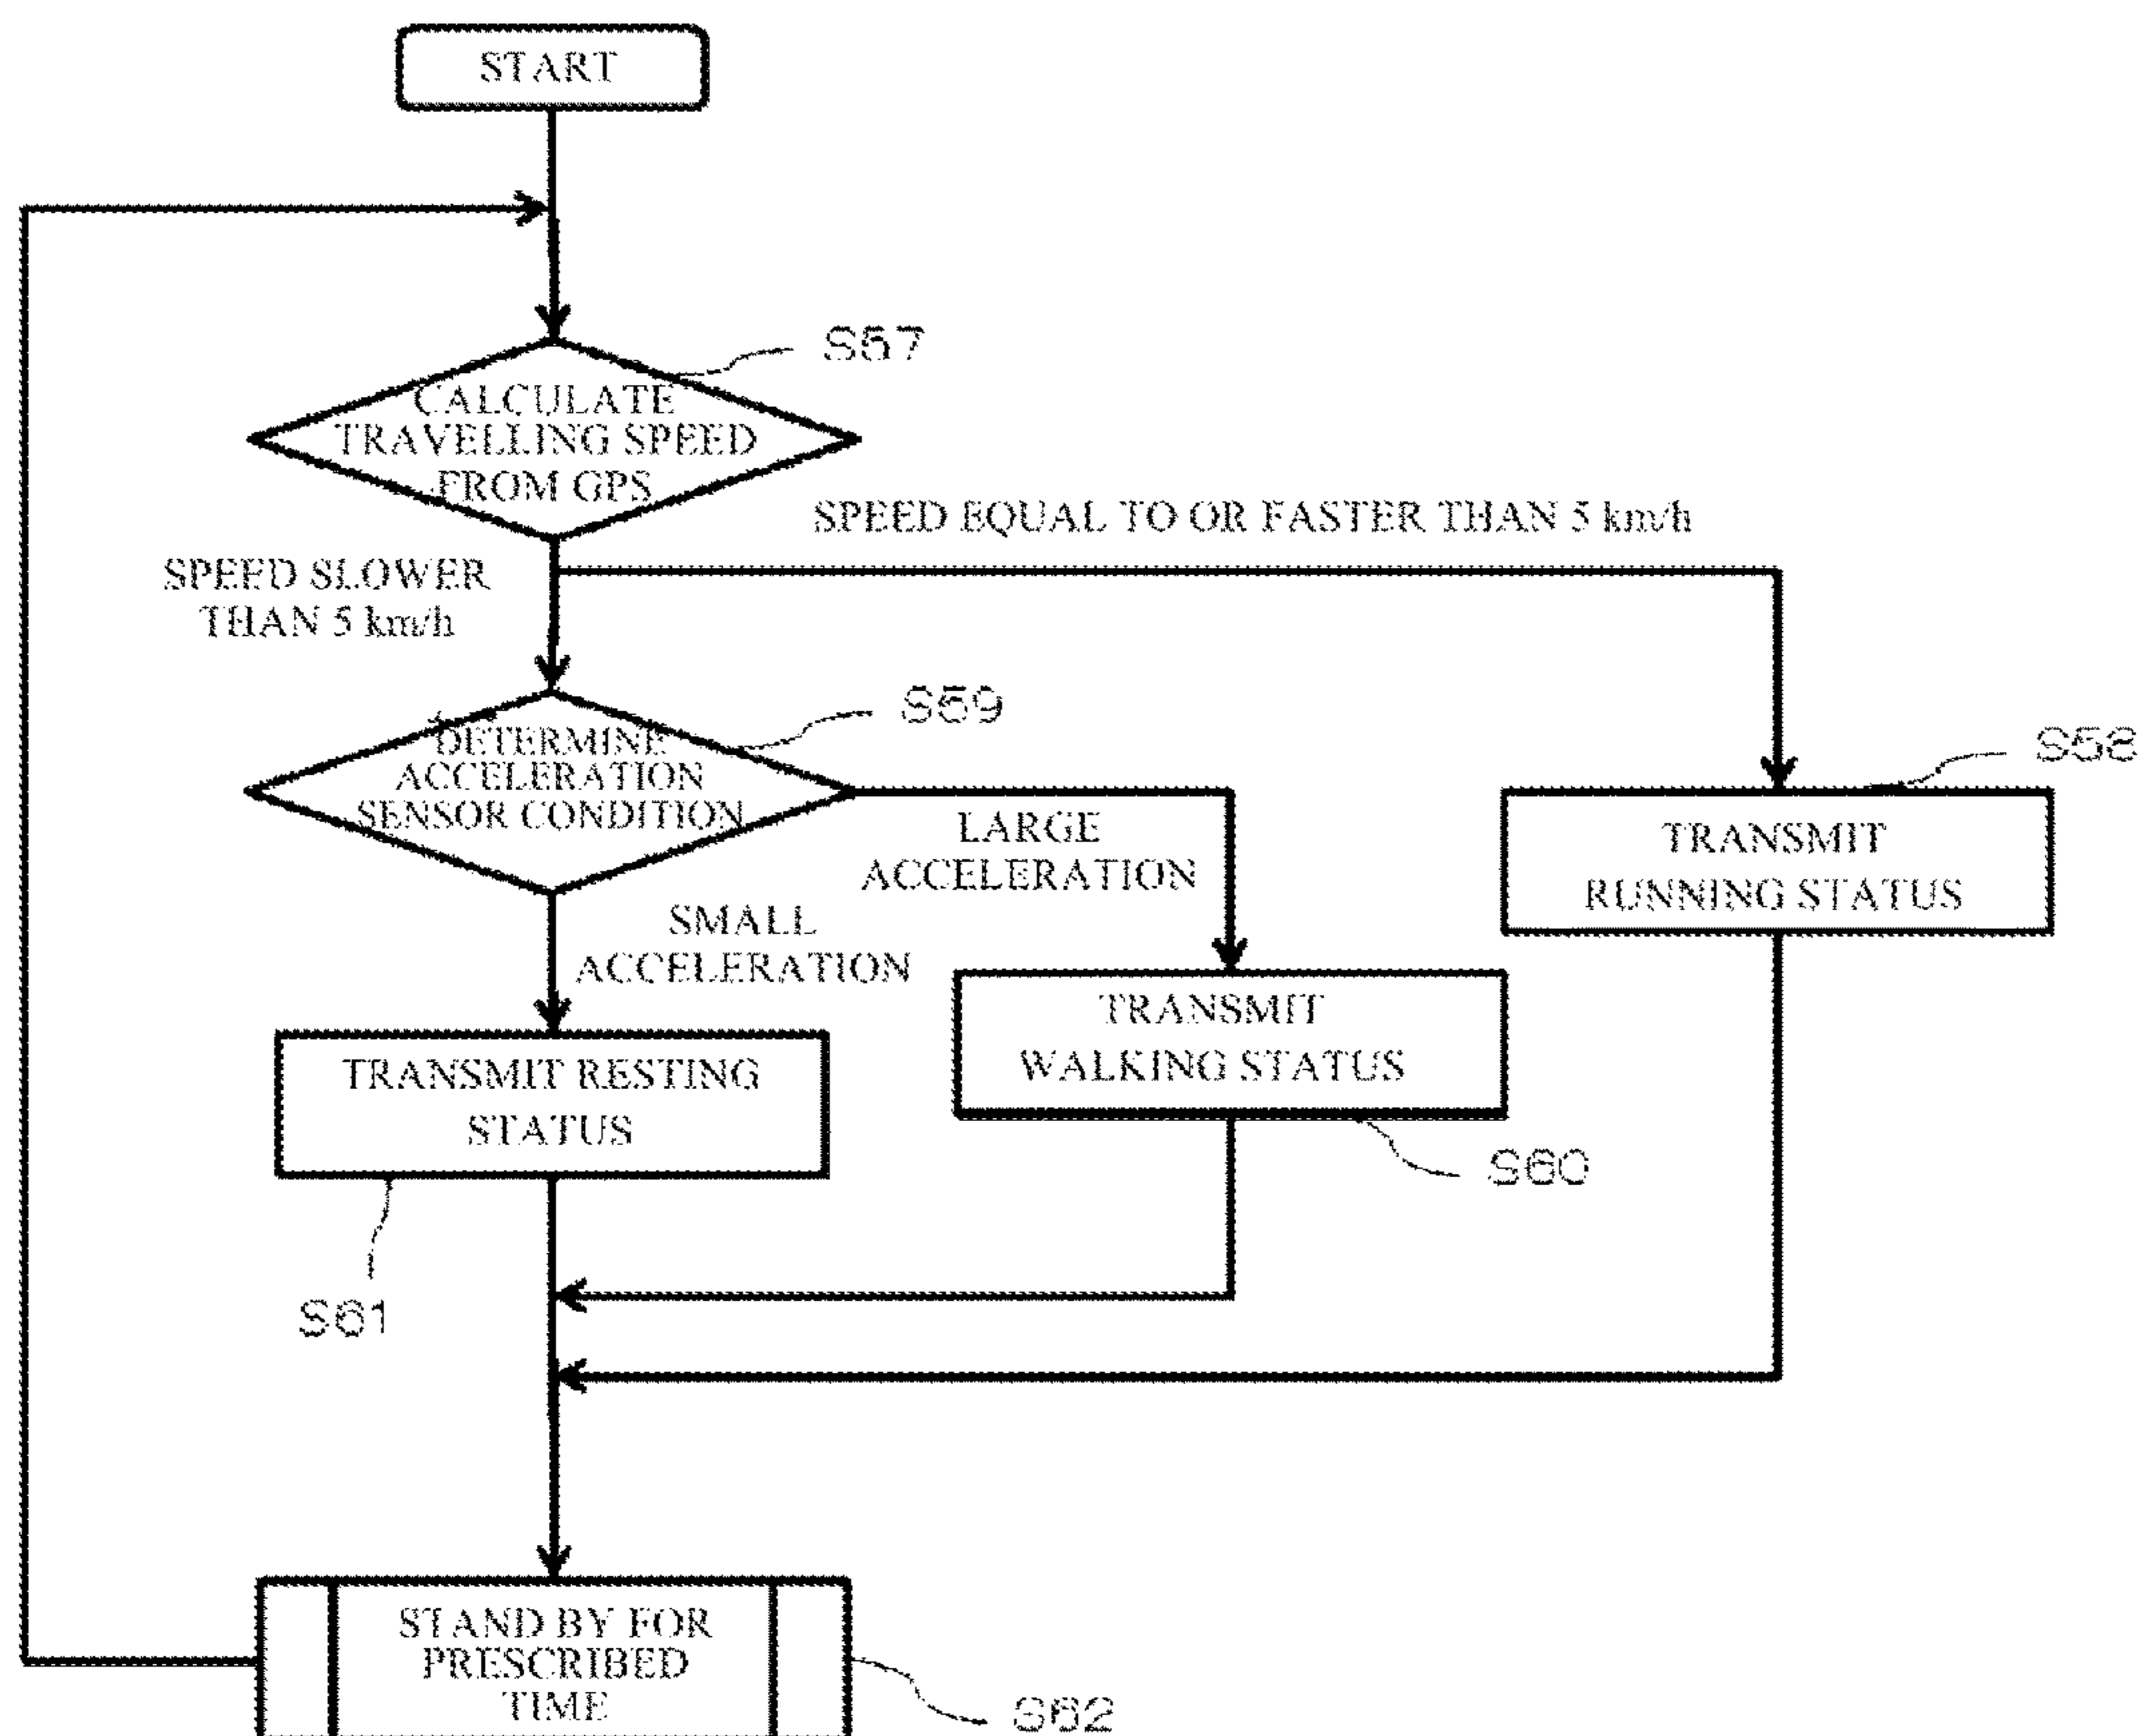 START
S57
CALCULATE
TRAVELLING SPEED
FROM GPS
SPEED EQUAL TO OR FASTER THAN 5 km/h
SPEED SLOWER
THAN 5 km/h
S59
DETERMINE
ACCELERATION
SENSOR CONDITION
S58
LARGE
ACCELERATION
TRANSMIT
RUNNING STATUS
SMALL
ACCELERATION
TRANSMIT
WALKING STATUS
TRANSMIT RESTING
STATUS
S60
S61
STAND BY FOR
PRESCRIBED
TIME
S62